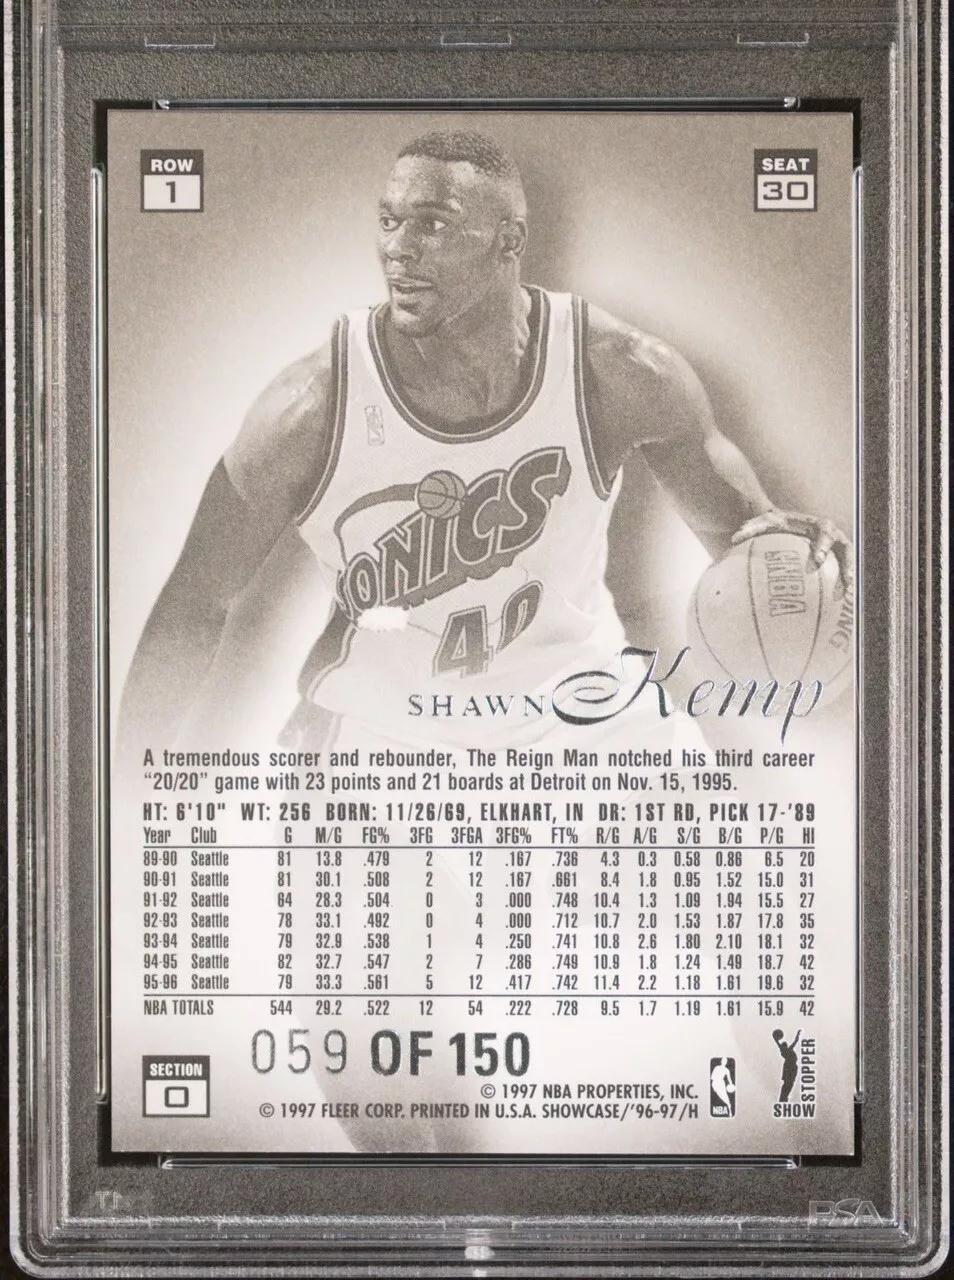 ROW
1
SEAT
30
SONICS
40
SHAWN Kemp
A tremendous scorer and rebounder, The Reign Man notched his third career
"20/20" game with 23 points and 21 boards at Detroit on Nov. 15, 1995.
HT: 6'10" WT: 256 BORN: 11/26/69, ELKHART, IN DR: 1ST RD, PICK 17-'89
Year Club G M/G FG% 3FG 3FGA 3FG% FT% R/G A/G S/G B/G P/G HI
89-90 Seattle 81 13.8 .479 2 12 .167 .736 4.3 0.3 0.58 0.86 6.5 20
90-91 Seattle 81 30.1 .508 2 12 .167 .661 8.4 1.8 0.95 1.52 15.0 31
91-92 Seattle 64 28.3 .504 0 3 .000 .748 10.4 1.3 1.09 1.94 15.5 27
92-93 Seattle 78 33.1 .492 0 4 .000 .712 10.7 2.0 1.53 1.87 17.8 35
93-94 Seattle 79 32.9 .538 1 4 .250 .741 10.8 2.6 1.80 2.10 18.1 32
94-95 Seattle 82 32.7 .547 2 7 .286 .749 10.9 1.8 1.24 1.49 18.7 42
95-96 Seattle 79 33.3 .561 5 12 .417 .742 11.4 2.2 1.18 1.61 19.6 32
NBA TOTALS 544 29.2 .522 12 54 .222 .728 9.5 1.7 1.19 1.61 15.9 42
059 OF 150
SECTION
0
© 1997 NBA PROPERTIES, INC.
© 1997 FLEER CORP. PRINTED IN U.S.A. SHOWCASE/'96-97/H
NBA
SHOW STOPPER
PSA